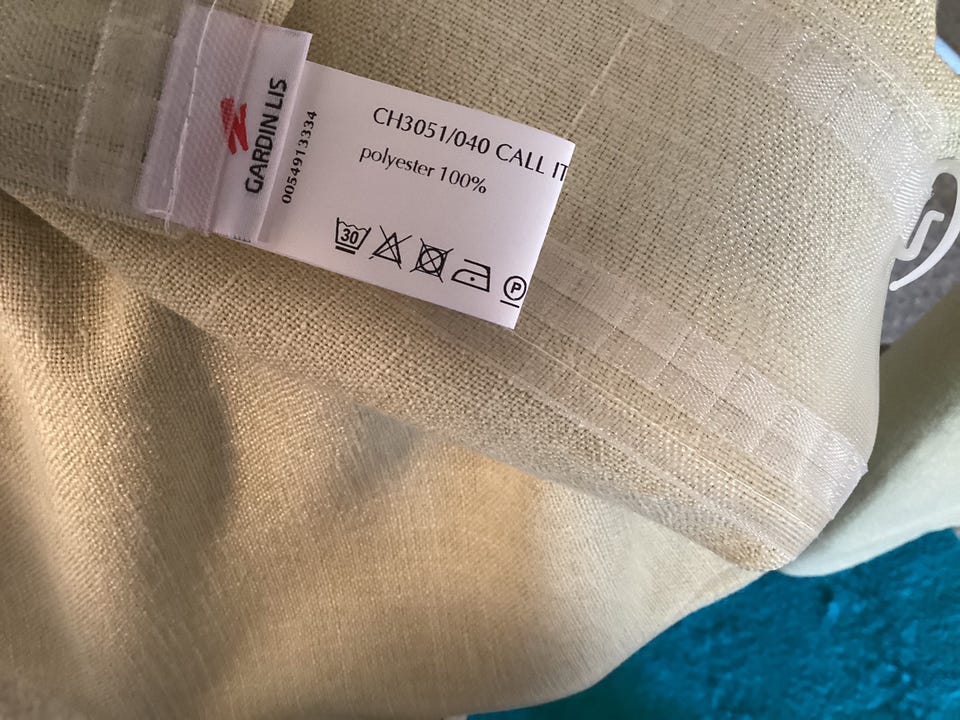 GARDIN LIS
0054913334
CH3051/040 CALL IT
polyester 100%
30
P